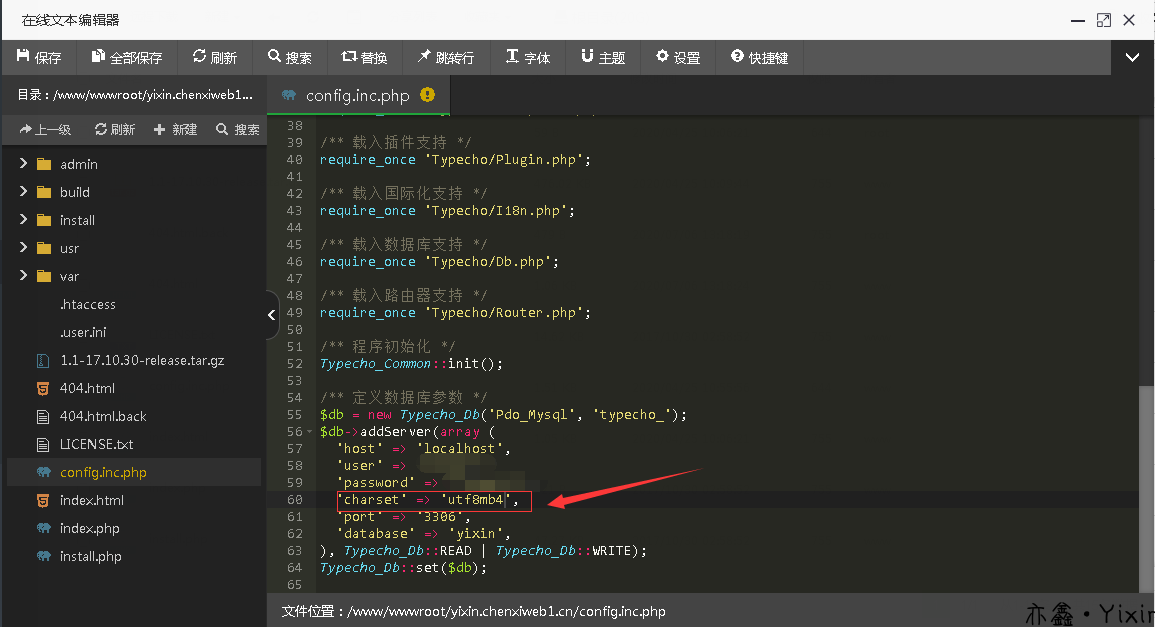 在线文本编辑器
保存 全部保存 刷新 搜索 替换 跳转行 字体 主题 设置 快捷键
目录：/www/wwwroot/yixin.chenxiweb1...
config.inc.php
上一级 刷新 新建 搜索
admin
build
install
usr
var
.htaccess
.user.ini
1.1-17.10.30-release.tar.gz
404.html
404.html.back
LICENSE.txt
config.inc.php
index.html
index.php
install.php
38
39 /** 载入插件支持 */
40 require_once 'Typecho/Plugin.php';
41
42 /** 载入国际化支持 */
43 require_once 'Typecho/I18n.php';
44
45 /** 载入数据库支持 */
46 require_once 'Typecho/Db.php';
47
48 /** 载入路由器支持 */
49 require_once 'Typecho/Router.php';
50
51 /** 程序初始化 */
52 Typecho_Common::init();
53
54 /** 定义数据库参数 */
55 $db = new Typecho_Db('Pdo_Mysql', 'typecho_');
56 $db->addServer(array (
57 'host' => 'localhost',
58 'user' =>
59 'password' =>
60 'charset' => 'utf8mb4',
61 'port' => '3306',
62 'database' => 'yixin',
63 ), Typecho_Db::READ | Typecho_Db::WRITE);
64 Typecho_Db::set($db);
65
文件位置：/www/wwwroot/yixin.chenxiweb1.cn/config.inc.php
亦鑫·Yixin